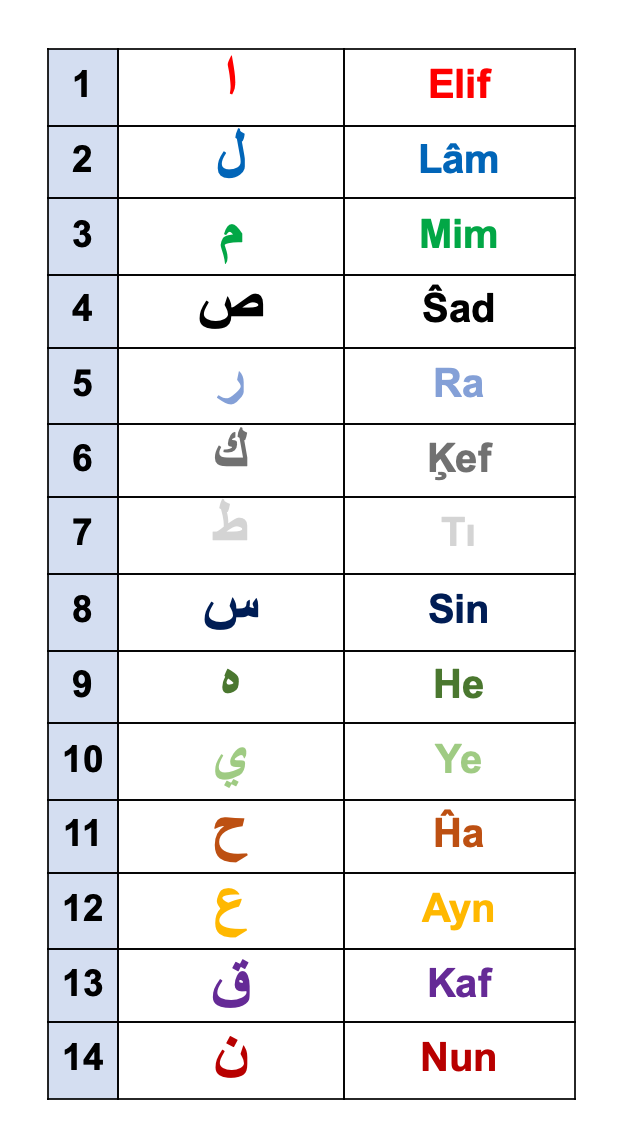 1 ا Elif
2 ل Lâm
3 م Mim
4 ص Ŝad
5 ر Ra
6 ك Ķef
7 ط Tı
8 س Sin
9 ه He
10 ي Ye
11 ح Ĥa
12 ع Ayn
13 ق Kaf
14 ن Nun